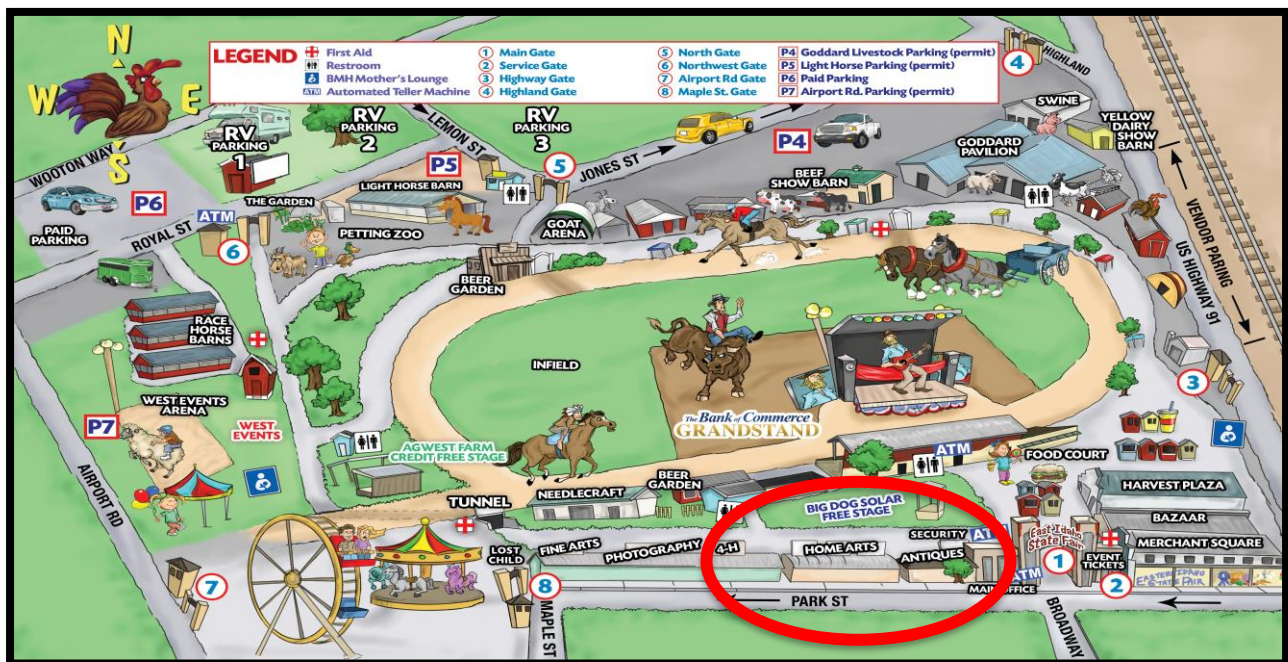 N
W
E
S
LEGEND
First Aid
Restroom
BMH Mother's Lounge
ATM Automated Teller Machine
1 Main Gate
2 Service Gate
3 Highway Gate
4 Highland Gate
5 North Gate
6 Northwest Gate
7 Airport Rd Gate
8 Maple St. Gate
P4 Goddard Livestock Parking (permit)
P5 Light Horse Parking (permit)
P6 Paid Parking
P7 Airport Rd. Parking (permit)
HIGHLAND
4
WOOTON WAY
RV
PARKING
1
RV
PARKING
2
LEMON ST
RV
PARKING
3
5
JONES ST
P4
SWINE
YELLOW
DAIRY
SHOW
BARN
GODDARD
PAVILION
BEEF
SHOW BARN
P5
LIGHT HORSE BARN
P6
PAID
PARKING
ROYAL ST
ATM
6
THE GARDEN
PETTING ZOO
GOAT
ARENA
BEER
GARDEN
VENDOR PARING
US HIGHWAY 91
3
RACE
HORSE
BARNS
WEST EVENTS
ARENA
WEST
EVENTS
P7
AIRPORT RD
INFIELD
The Bank of Commerce
GRANDSTAND
AGWEST FARM
CREDIT FREE STAGE
ATM
FOOD COURT
TUNNEL
NEEDLECRAFT
BEER
GARDEN
BIG DOG SOLAR
FREE STAGE
HARVEST PLAZA
BAZAAR
MERCHANT SQUARE
LOST
CHILD
FINE ARTS
PHOTOGRAPHY
4-H
HOME ARTS
SECURITY
ANTIQUES
ATM
East Idaho
State Fair
1
EVENT
TICKETS
2
EASTERN IDAHO
STATE FAIR
MAIN OFFICE
ATM
7
8
MAPLE ST
PARK ST
BROADWAY